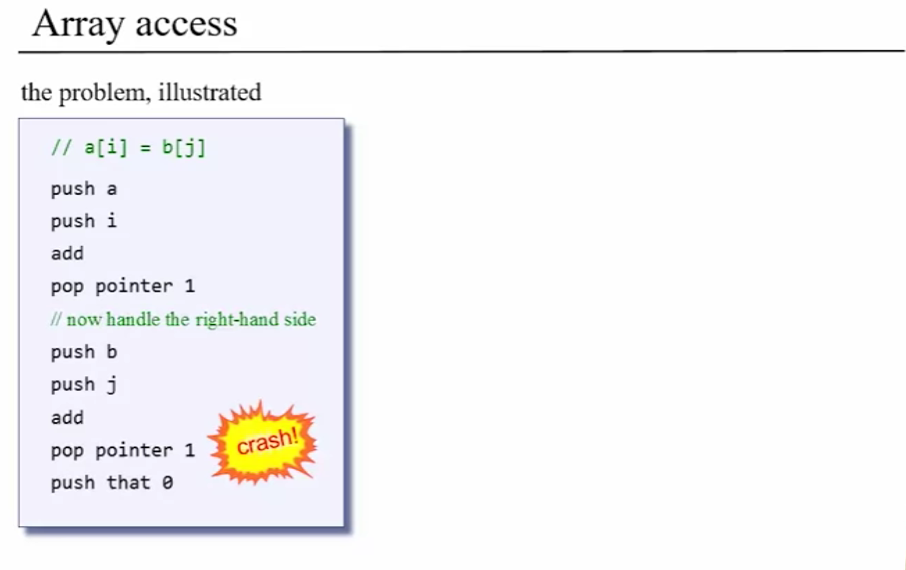 Array access
the problem, illustrated
// a[i] = b[j]
push a
push i
add
pop pointer 1
// now handle the right-hand side
push b
push j
add
pop pointer 1
crash!
push that 0